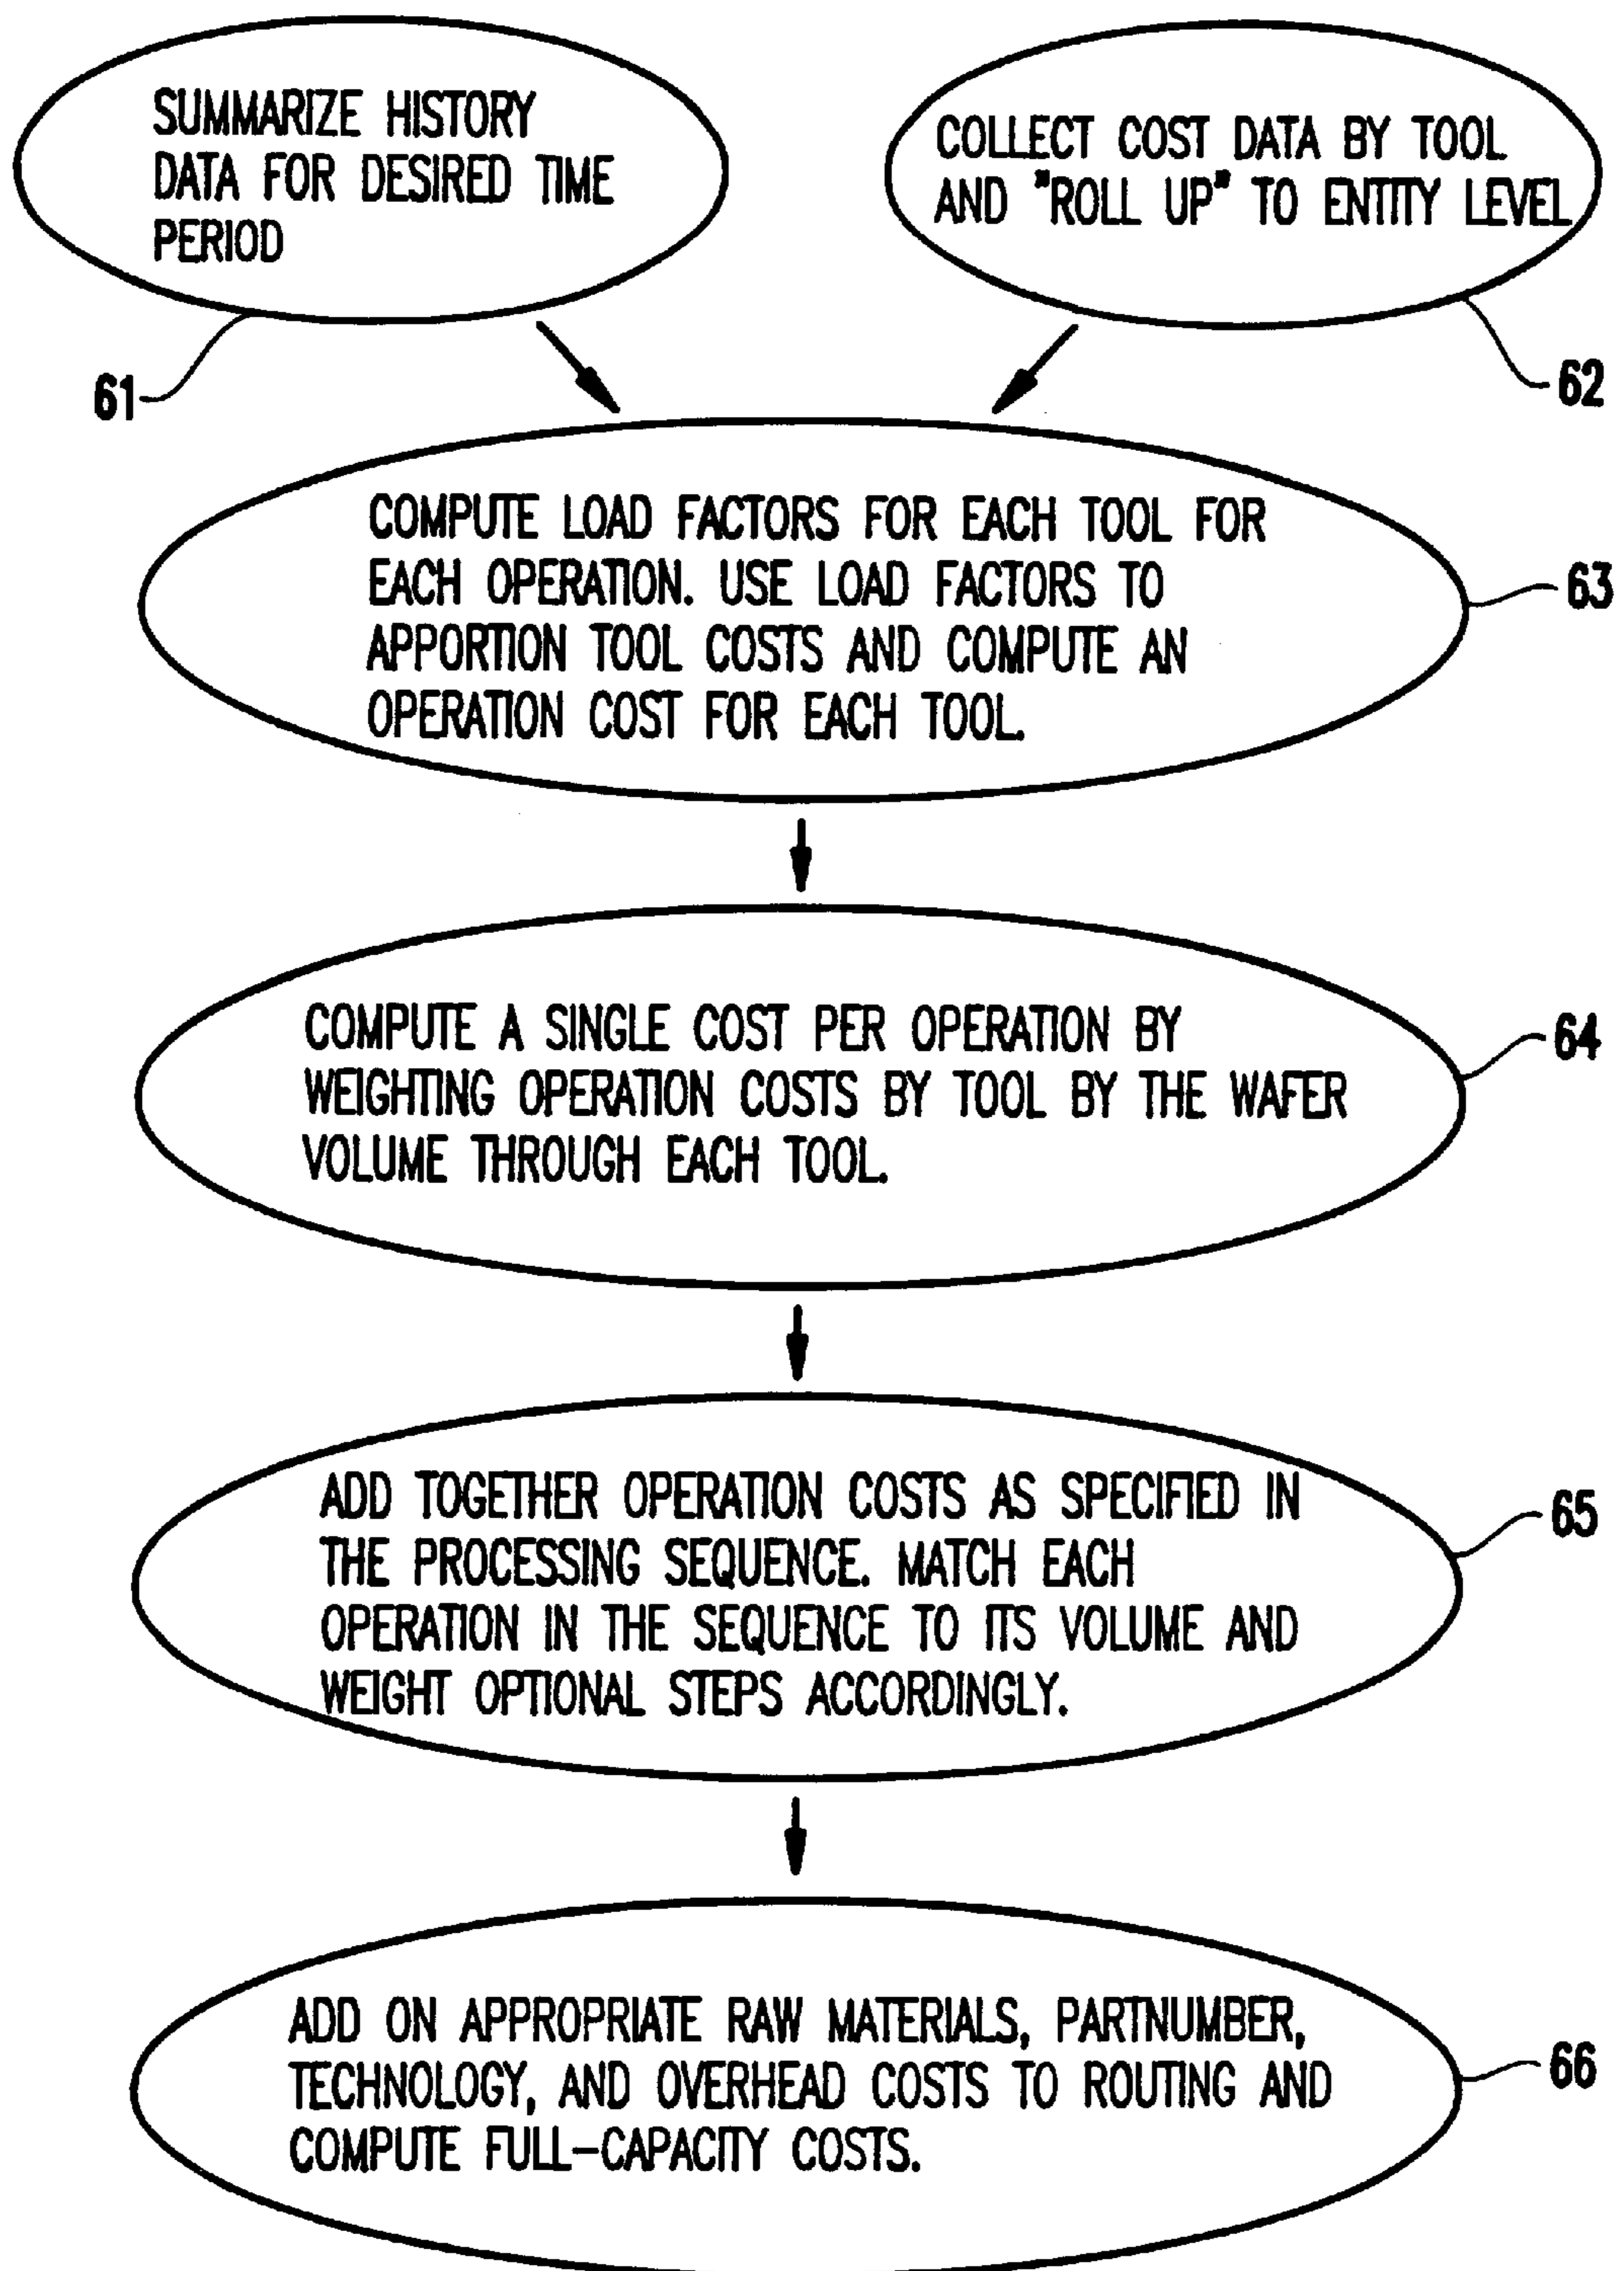 SUMMARIZE HISTORY
DATA FOR DESIRED TIME
PERIOD
61
COLLECT COST DATA BY TOOL
AND "ROLL UP" TO ENTITY LEVEL
62
COMPUTE LOAD FACTORS FOR EACH TOOL FOR
EACH OPERATION. USE LOAD FACTORS TO
APPORTION TOOL COSTS AND COMPUTE AN
OPERATION COST FOR EACH TOOL.
63
COMPUTE A SINGLE COST PER OPERATION BY
WEIGHTING OPERATION COSTS BY TOOL BY THE WAFER
VOLUME THROUGH EACH TOOL.
64
ADD TOGETHER OPERATION COSTS AS SPECIFIED IN
THE PROCESSING SEQUENCE. MATCH EACH
OPERATION IN THE SEQUENCE TO ITS VOLUME AND
WEIGHT OPTIONAL STEPS ACCORDINGLY.
65
ADD ON APPROPRIATE RAW MATERIALS, PARTNUMBER,
TECHNOLOGY, AND OVERHEAD COSTS TO ROUTING AND
COMPUTE FULL-CAPACITY COSTS.
66